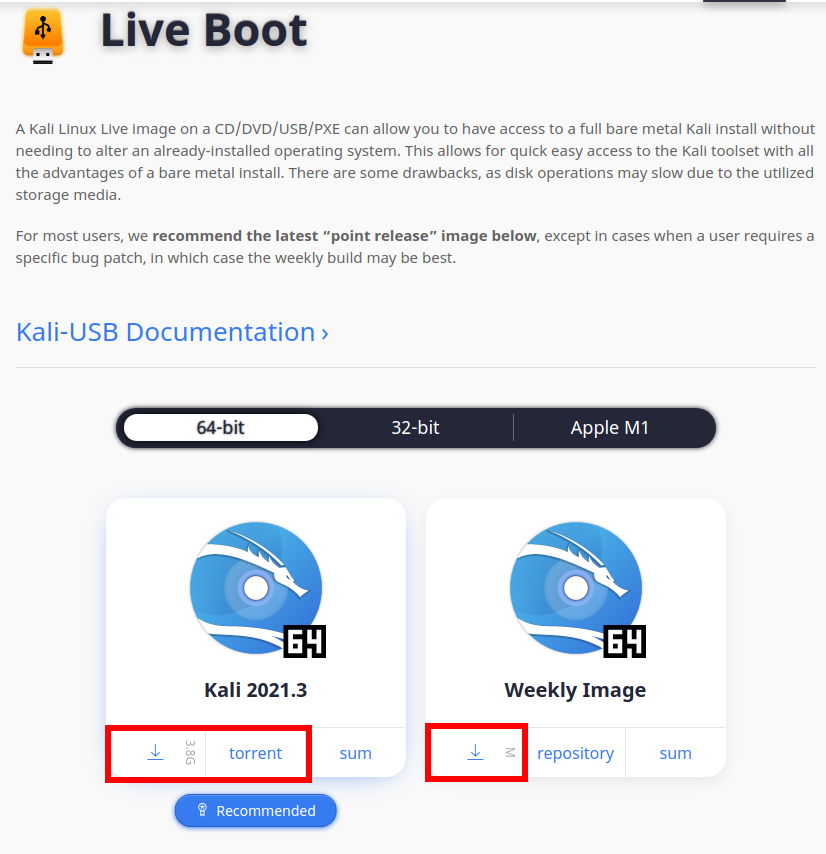 Live Boot
A Kali Linux Live image on a CD/DVD/USB/PXE can allow you to have access to a full bare metal Kali install without
needing to alter an already-installed operating system. This allows for quick easy access to the Kali toolset with all
the advantages of a bare metal install. There are some drawbacks, as disk operations may slow due to the utilized
storage media.
For most users, we recommend the latest “point release” image below, except in cases when a user requires a
specific bug patch, in which case the weekly build may be best.
Kali-USB Documentation ›
64-bit 32-bit Apple M1
64
Kali 2021.3
3.8G torrent sum
Recommended
64
Weekly Image
M repository sum